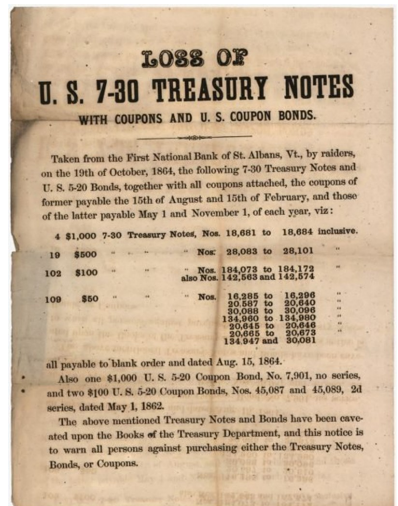 LOSS OF
U. S. 7-30 TREASURY NOTES
WITH COUPONS AND U. S. COUPON BONDS.
Taken from the First National Bank of St. Albans, Vt., by raiders,
on the 19th of October, 1864, the following 7-30 Treasury Notes and
U. S. 5-20 Bonds, together with all coupons attached, the coupons of
former payable the 15th of August and 15th of February, and those
of the latter payable May 1 and November 1, of each year, viz:
4 $1,000 7-30 Treasury Notes, Nos. 18,681 to 18,684 inclusive.
19 $500 " " " Nos. 28,083 to 28,101 "
102 $100 " " " Nos. 184,073 to 184,172 "
also Nos. 142,563 and 142,574
109 $50 " " " Nos. 16,285 to 16,296 "
20,587 to 20,640 "
30,088 to 30,096 "
134,960 to 134,980 "
20,645 to 20,646 "
20,665 to 20,673 "
134,947 and 30,081
all payable to blank order and dated Aug. 15, 1864.
Also one $1,000 U. S. 5-20 Coupon Bond, No. 7,901, no series,
and two $100 U. S. 5-20 Coupon Bonds, Nos. 45,087 and 45,089, 2d
series, dated May 1, 1862.
The above mentioned Treasury Notes and Bonds have been cave-
ated upon the Books of the Treasury Department, and this notice is
to warn all persons against purchasing either the Treasury Notes,
Bonds, or Coupons.